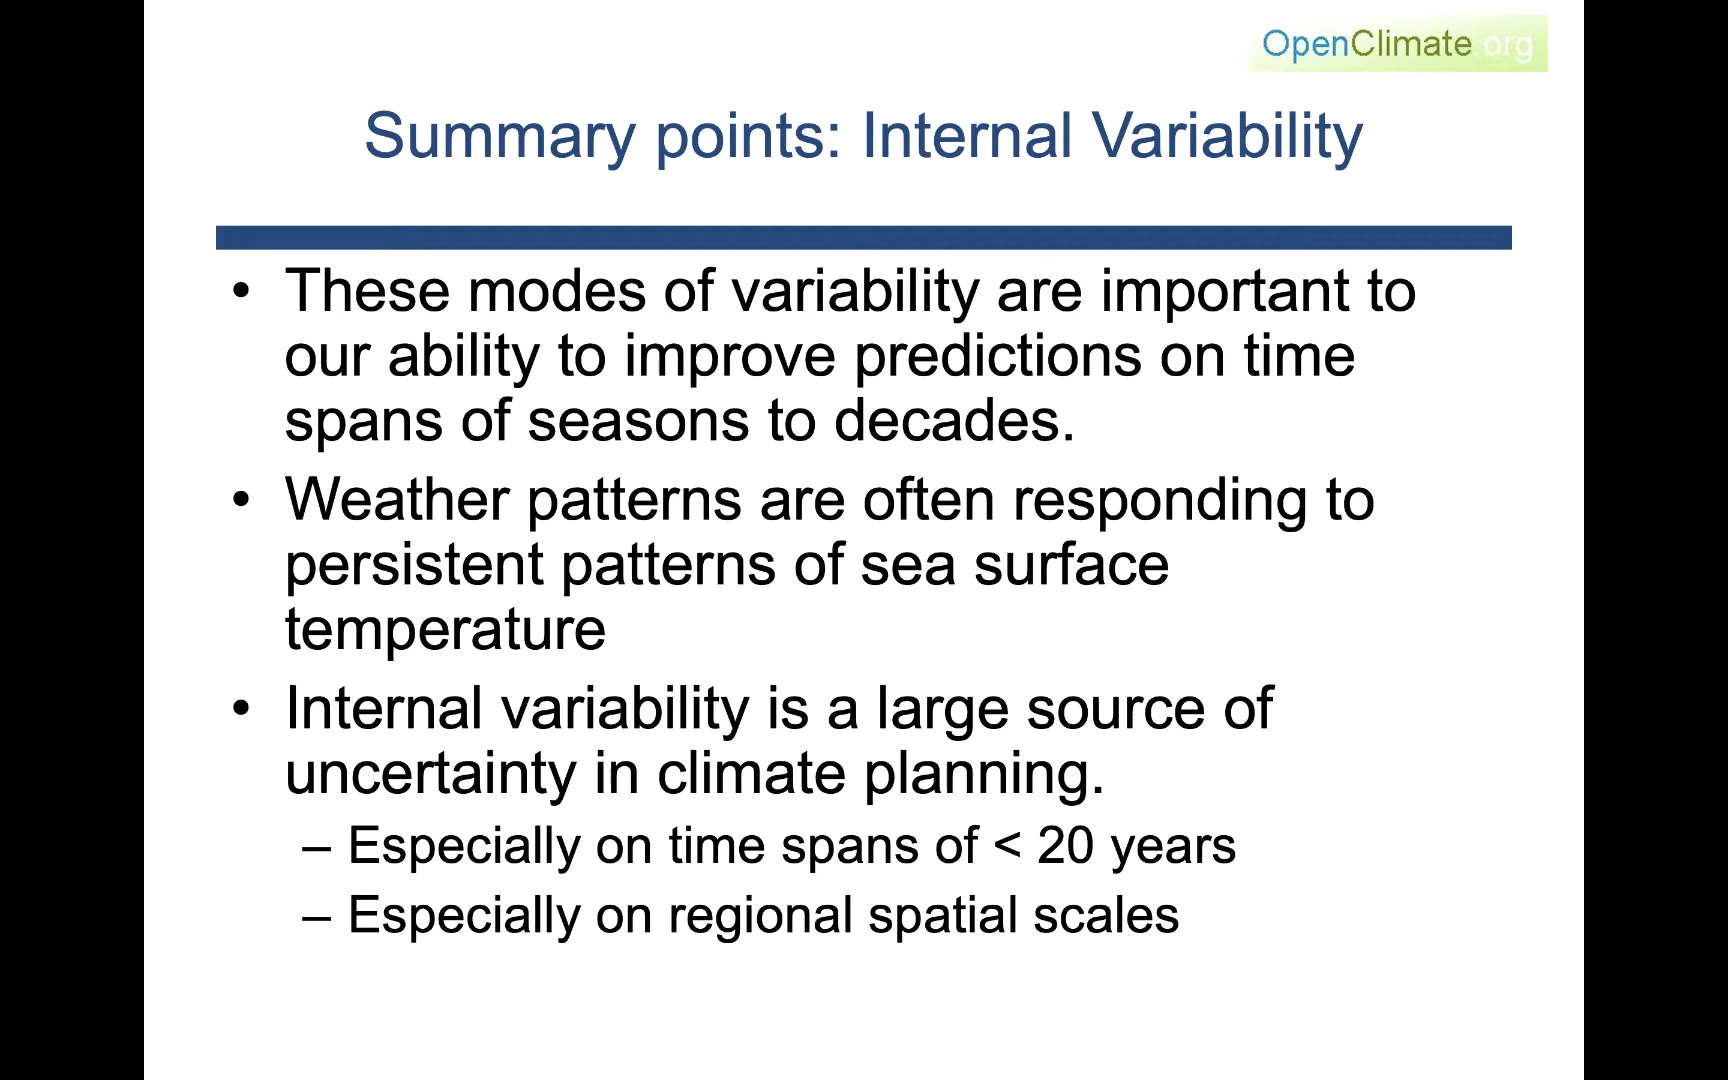 OpenClimate.org
Summary points: Internal Variability
• These modes of variability are important to
our ability to improve predictions on time
spans of seasons to decades.
• Weather patterns are often responding to
persistent patterns of sea surface
temperature
• Internal variability is a large source of
uncertainty in climate planning.
– Especially on time spans of < 20 years
– Especially on regional spatial scales